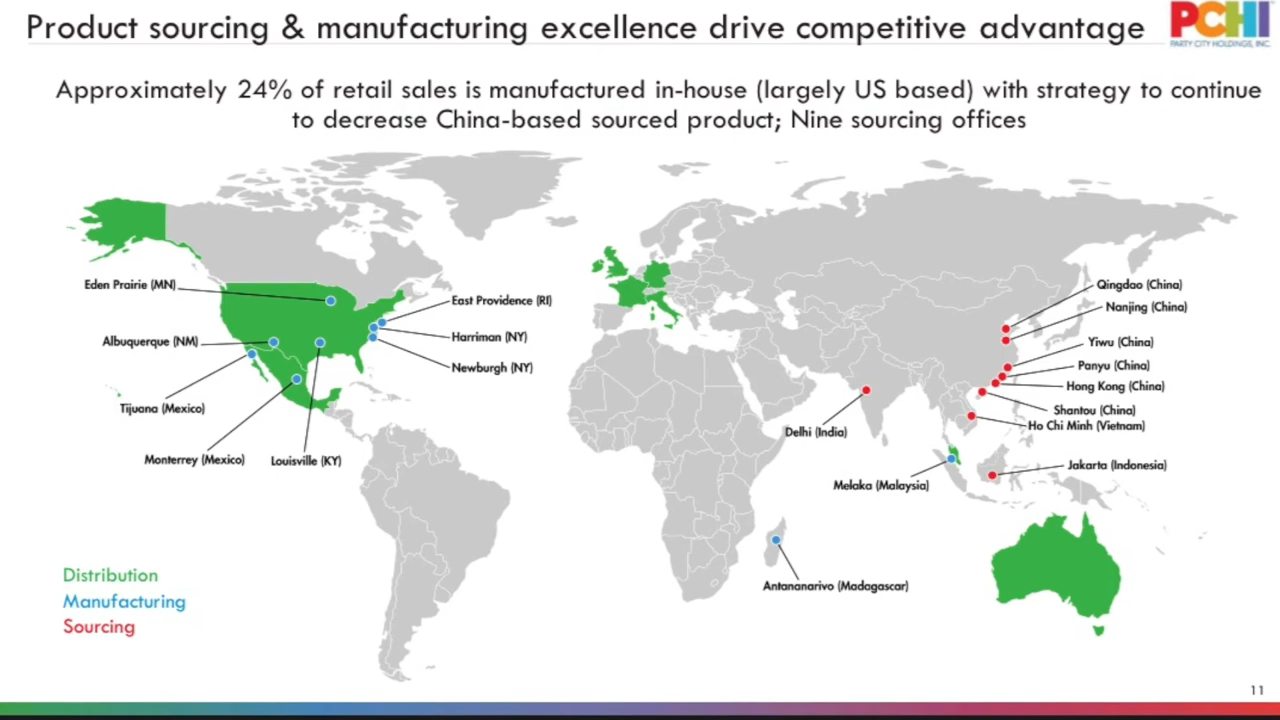 Product sourcing & manufacturing excellence drive competitive advantage
PCHI
PARTY CITY HOLDINGS, INC.
Approximately 24% of retail sales is manufactured in-house (largely US based) with strategy to continue
to decrease China-based sourced product; Nine sourcing offices
Eden Prairie (MN)
East Providence (RI)
Albuquerque (NM)
Harriman (NY)
Newburgh (NY)
Tijuana (Mexico)
Monterrey (Mexico)
Louisville (KY)
Qingdao (China)
Nanjing (China)
Yiwu (China)
Panyu (China)
Hong Kong (China)
Shantou (China)
Ho Chi Minh (Vietnam)
Delhi (India)
Jakarta (Indonesia)
Melaka (Malaysia)
Antananarivo (Madagascar)
Distribution
Manufacturing
Sourcing
11